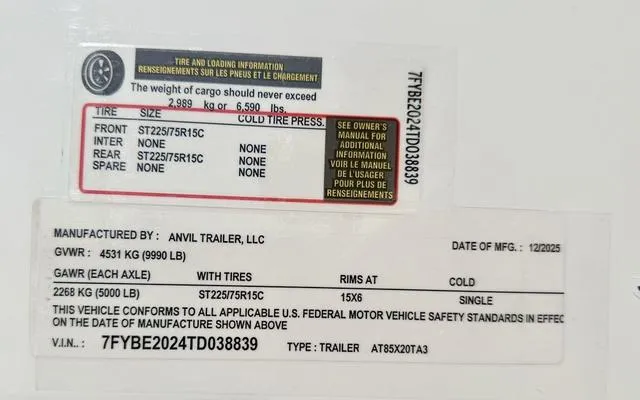 TIRE AND LOADING INFORMATION
RENSEIGNEMENTS SUR LES PNEUS ET LE CHARGEMENT
The weight of cargo should never exceed
2,989 kg or 6,590 lbs.
TIRE SIZE COLD TIRE PRESS.
FRONT ST225/75R15C NONE
INTER NONE NONE
REAR ST225/75R15C NONE
SPARE NONE
SEE OWNER'S
MANUAL FOR
ADDITIONAL
INFORMATION
VOIR LE MANUEL
DE L'USAGER
POUR PLUS DE
RENSEIGNEMENTS
7FYBE2024TD038839
MANUFACTURED BY : ANVIL TRAILER, LLC DATE OF MFG. : 12/2025
GVWR : 4531 KG (9990 LB)
GAWR (EACH AXLE) WITH TIRES RIMS AT COLD
2268 KG (5000 LB) ST225/75R15C 15X6 SINGLE
THIS VEHICLE CONFORMS TO ALL APPLICABLE U.S. FEDERAL MOTOR VEHICLE SAFETY STANDARDS IN EFFEC
ON THE DATE OF MANUFACTURE SHOWN ABOVE
V.I.N.. : 7FYBE2024TD038839 TYPE : TRAILER AT85X20TA3